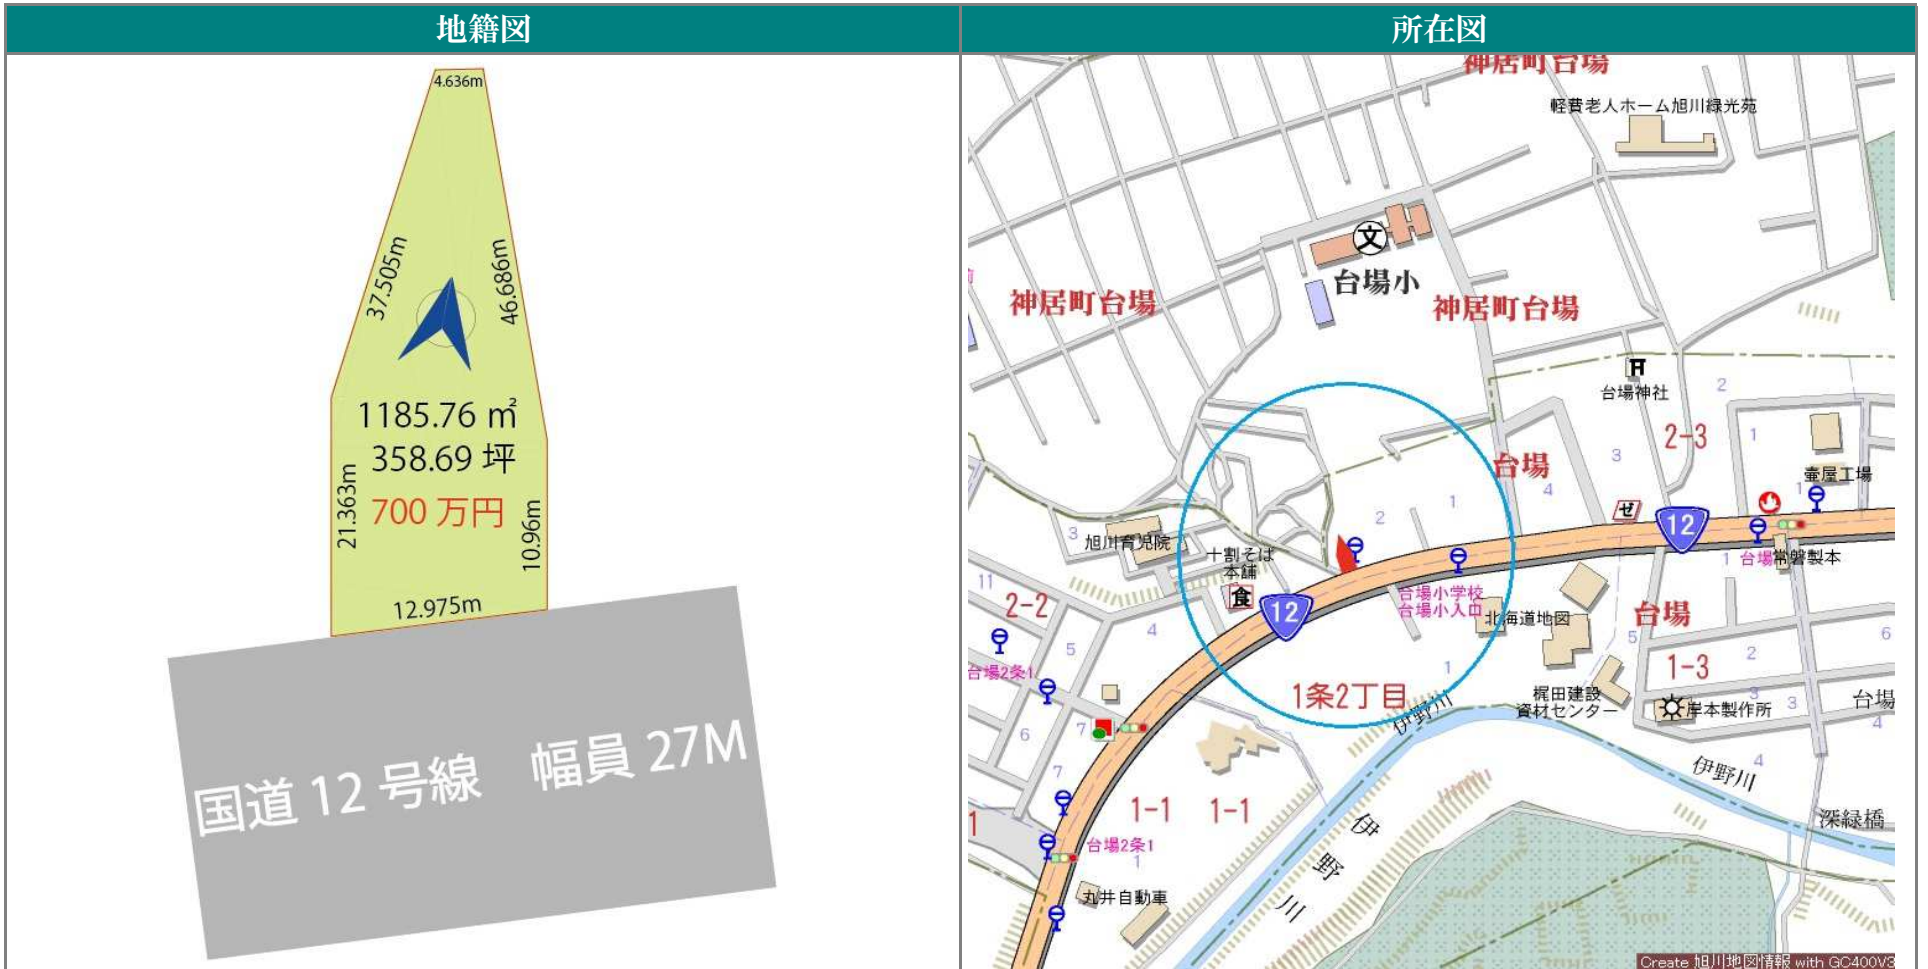 地籍図
4.636m
37.505m
46.686m
1185.76 ㎡
358.69 坪
700 万円
21.363m
10.96m
12.975m
国道 12 号線 幅員 27M
所在図
神居町台場
軽費老人ホーム旭川緑光苑
文
台場小
神居町台場
神居町台場
台場神社
2
2-3
1
3
台場
4
壷屋工場
1
1
2
ゼ
12
3
旭川育児院
十割そば
本舗
食
台場
常磐製本
1
11
2-2
12
台場小学校
台場小入口
北海道地図
台場
4
5
5
6
1-3
2
台場2条1
1
1条2丁目
伊野川
梶田建設
資材センター
岸本製作所
3
3
台場
4
7
6
7
伊野川
4
1-1
1-1
深緑橋
1
伊
野
川
台場2条1
1
丸井自動車
Create 旭川地図情報 with GC400V3